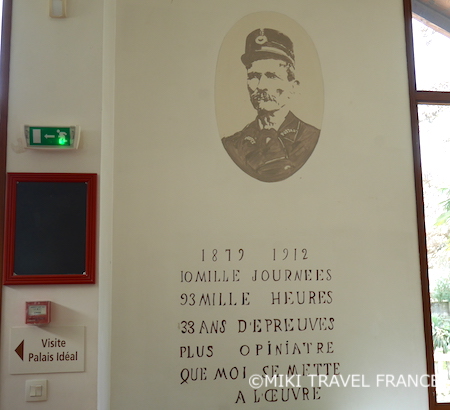 1879 1912
10 MILLE JOURNEES
93 MILLE HEURES
33 ANS D'EPREUVES
PLUS OPINIATRE
QUE MOI SE METTE
A L'ŒUVRE
Visite
Palais Idéal
©MIKI TRAVEL FRANCE